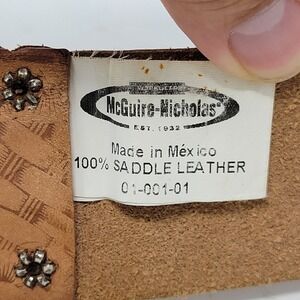 McGuire-Nicholas®
EST. 1932
Made in México
100% SADDLE LEATHER
01-001-01